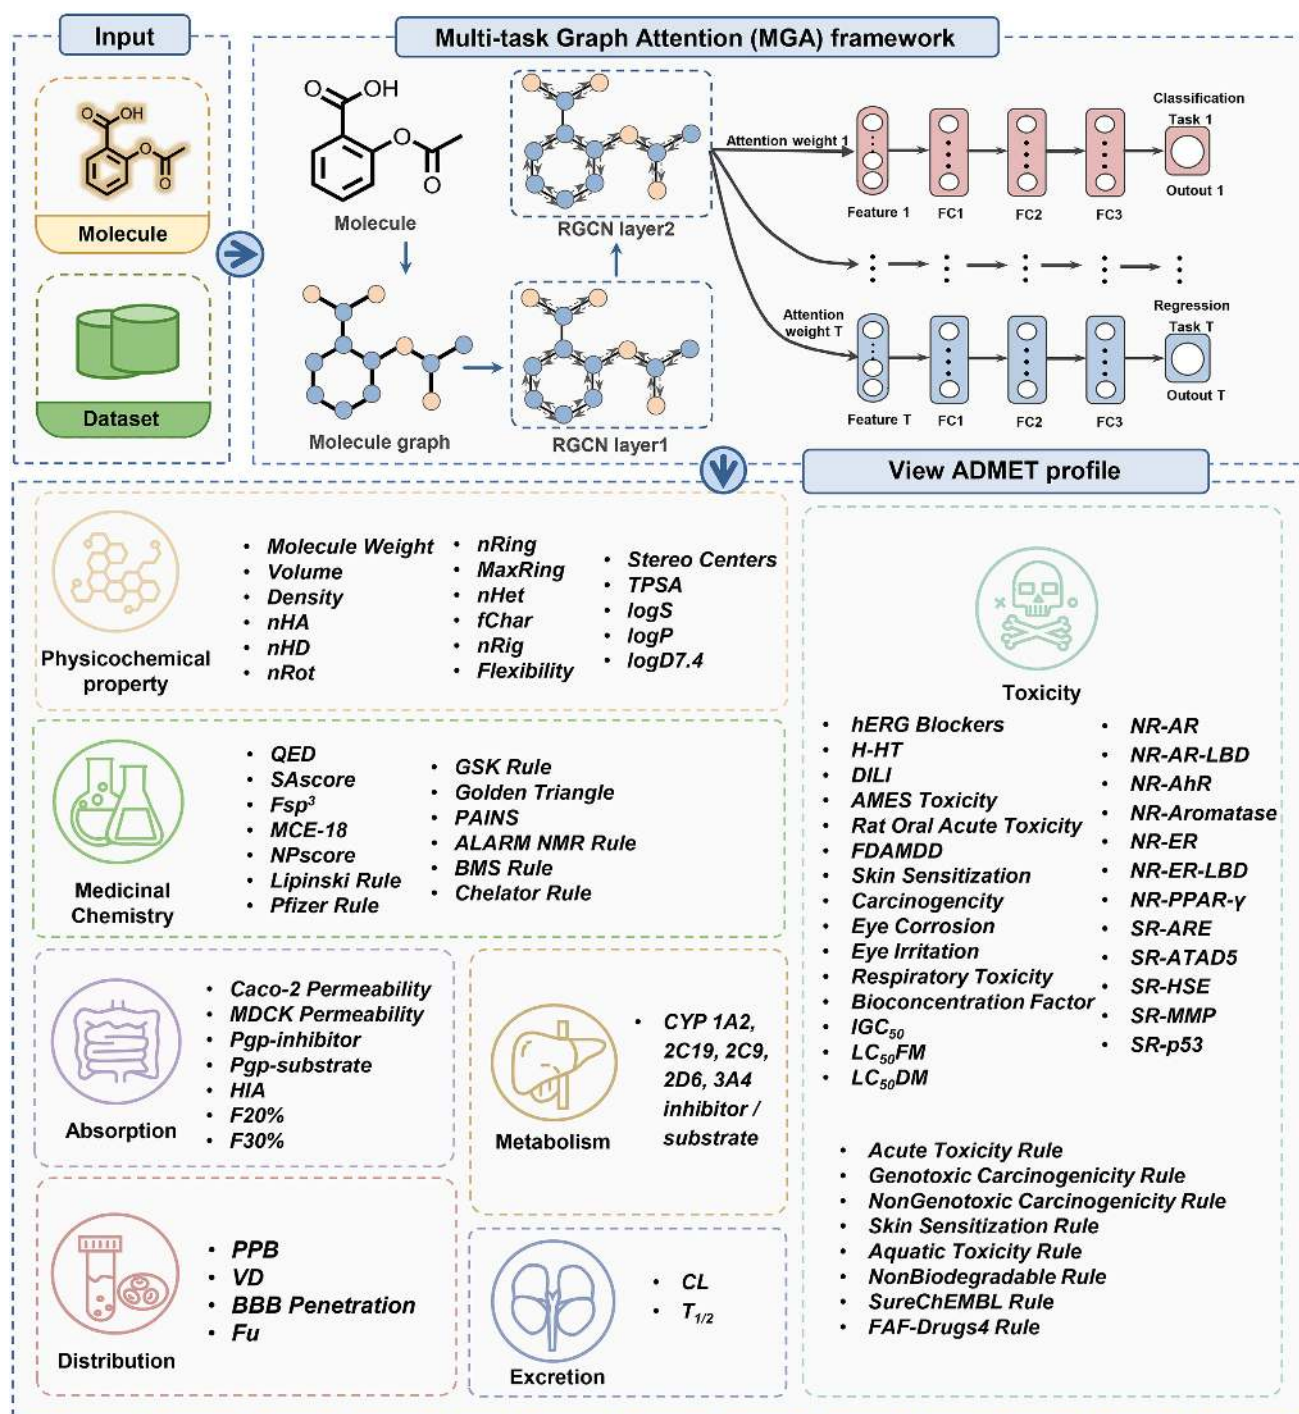 Input
Multi-task Graph Attention (MGA) framework
O
OH
O
O
Molecule
Dataset
O
OH
O
O
Molecule
Molecule graph
RGCN layer2
RGCN layer1
Attention weight 1
Feature 1
FC1
FC2
FC3
Classification
Task 1
Outout 1
Attention
weight T
Feature T
FC1
FC2
FC3
Regression
Task T
Outout T
View ADMET profile
Physicochemical
property
• Molecule Weight
• Volume
• Density
• nHA
• nHD
• nRot
• nRing
• MaxRing
• nHet
• fChar
• nRig
• Flexibility
• Stereo Centers
• TPSA
• logS
• logP
• logD7.4
Medicinal
Chemistry
• QED
• SAscore
• Fsp³
• MCE-18
• NPscore
• Lipinski Rule
• Pfizer Rule
• GSK Rule
• Golden Triangle
• PAINS
• ALARM NMR Rule
• BMS Rule
• Chelator Rule
Absorption
• Caco-2 Permeability
• MDCK Permeability
• Pgp-inhibitor
• Pgp-substrate
• HIA
• F20%
• F30%
Metabolism
• CYP 1A2,
2C19, 2C9,
2D6, 3A4
inhibitor /
substrate
Distribution
• PPB
• VD
• BBB Penetration
• Fu
Excretion
• CL
• T₁/₂
Toxicity
• hERG Blockers
• H-HT
• DILI
• AMES Toxicity
• Rat Oral Acute Toxicity
• FDAMDD
• Skin Sensitization
• Carcinogencity
• Eye Corrosion
• Eye Irritation
• Respiratory Toxicity
• Bioconcentration Factor
• IGC₅₀
• LC₅₀FM
• LC₅₀DM
• NR-AR
• NR-AR-LBD
• NR-AhR
• NR-Aromatase
• NR-ER
• NR-ER-LBD
• NR-PPAR-γ
• SR-ARE
• SR-ATAD5
• SR-HSE
• SR-MMP
• SR-p53
• Acute Toxicity Rule
• Genotoxic Carcinogenicity Rule
• NonGenotoxic Carcinogenicity Rule
• Skin Sensitization Rule
• Aquatic Toxicity Rule
• NonBiodegradable Rule
• SureChEMBL Rule
• FAF-Drugs4 Rule